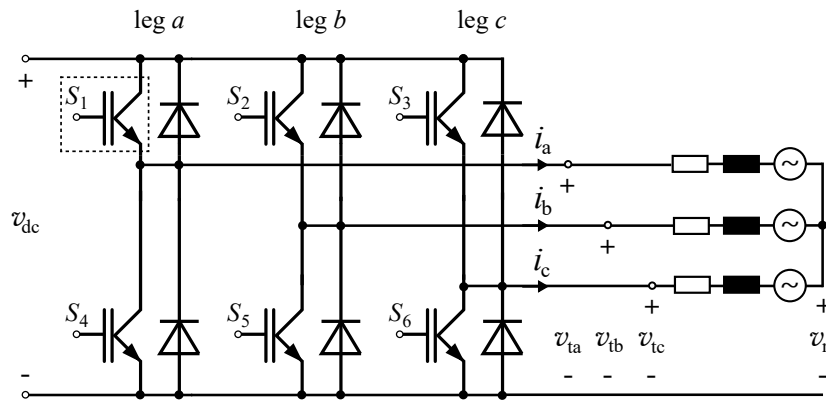 leg a
leg b
leg c
+
S1
S2
S3
ia
+
ib
+
ic
+
+
vdc
S4
S5
S6
vta
vtb
vtc
-
-
-
-
-
~
~
~